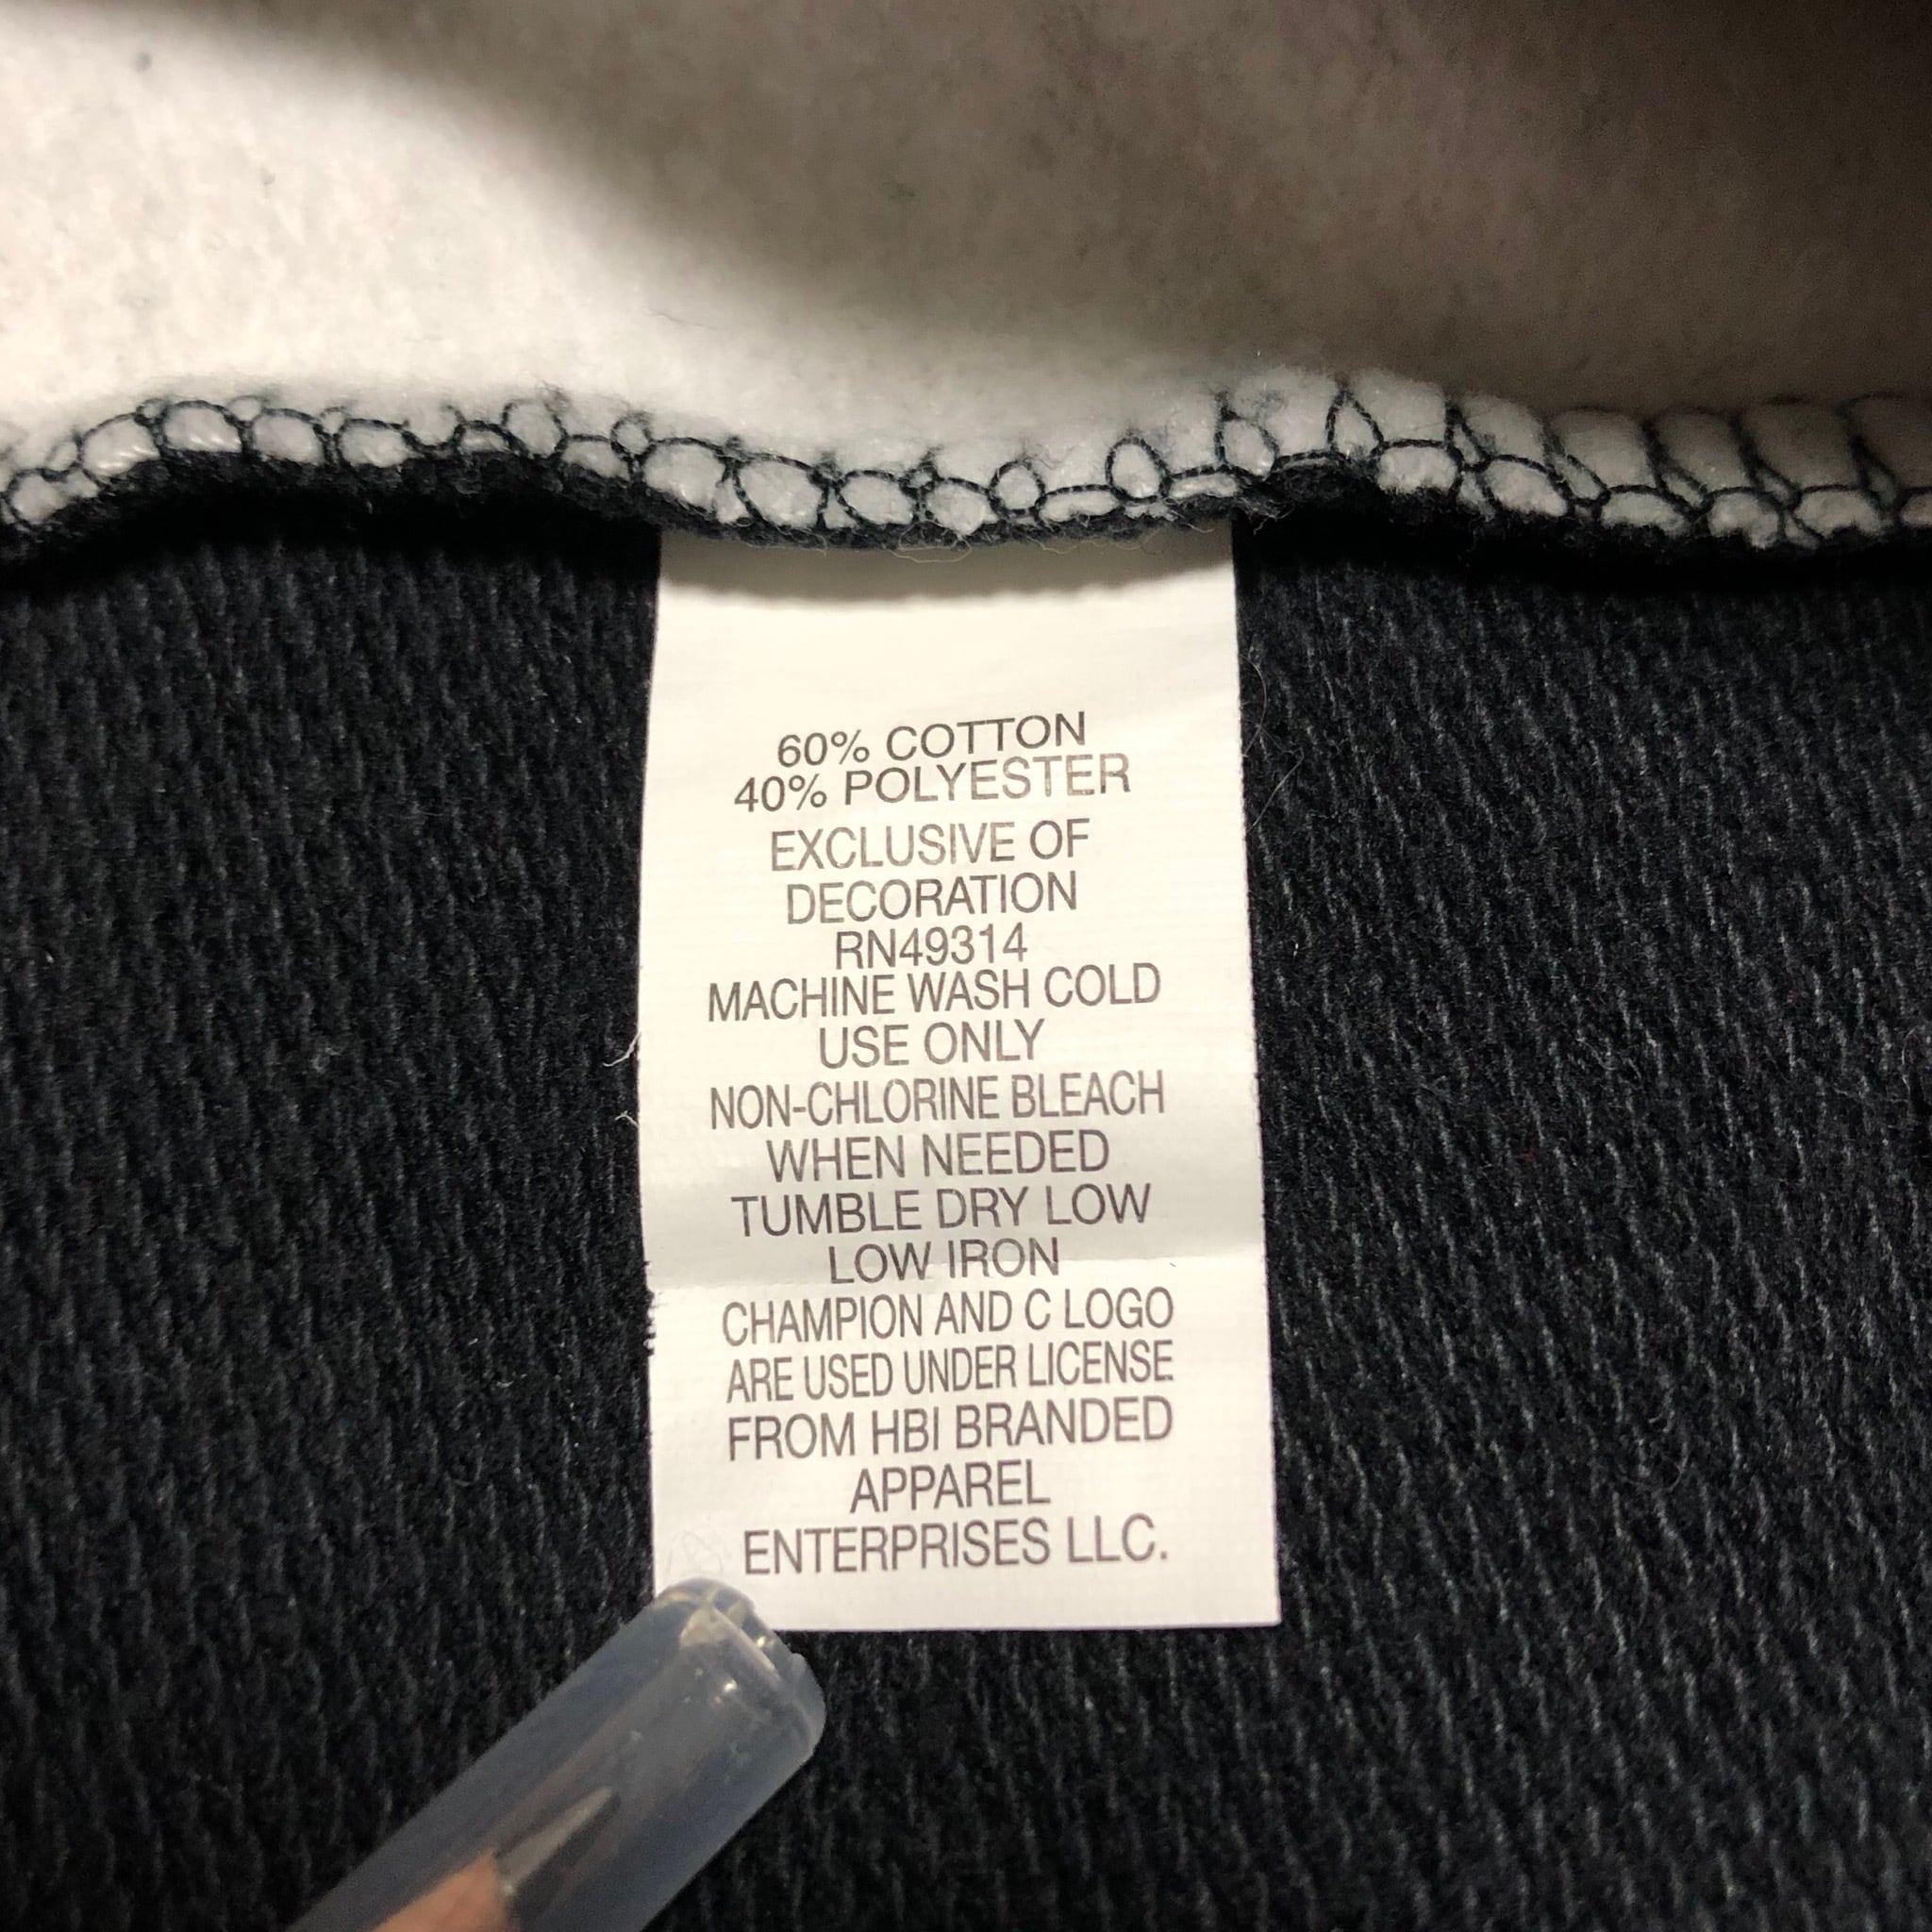 60% COTTON
40% POLYESTER
EXCLUSIVE OF
DECORATION
RN49314
MACHINE WASH COLD
USE ONLY
NON-CHLORINE BLEACH
WHEN NEEDED
TUMBLE DRY LOW
LOW IRON
CHAMPION AND C LOGO
ARE USED UNDER LICENSE
FROM HBI BRANDED
APPAREL
ENTERPRISES LLC.